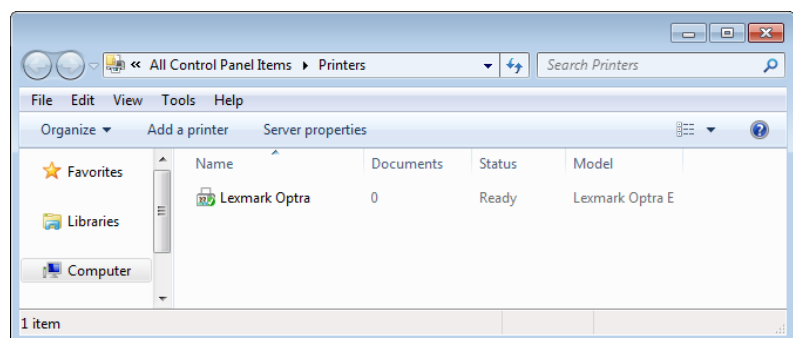 « All Control Panel Items ▸ Printers Search Printers
File Edit View Tools Help
Organize Add a printer Server properties
Favorites
Libraries
Computer
Name Documents Status Model
Lexmark Optra 0 Ready Lexmark Optra E
1 item